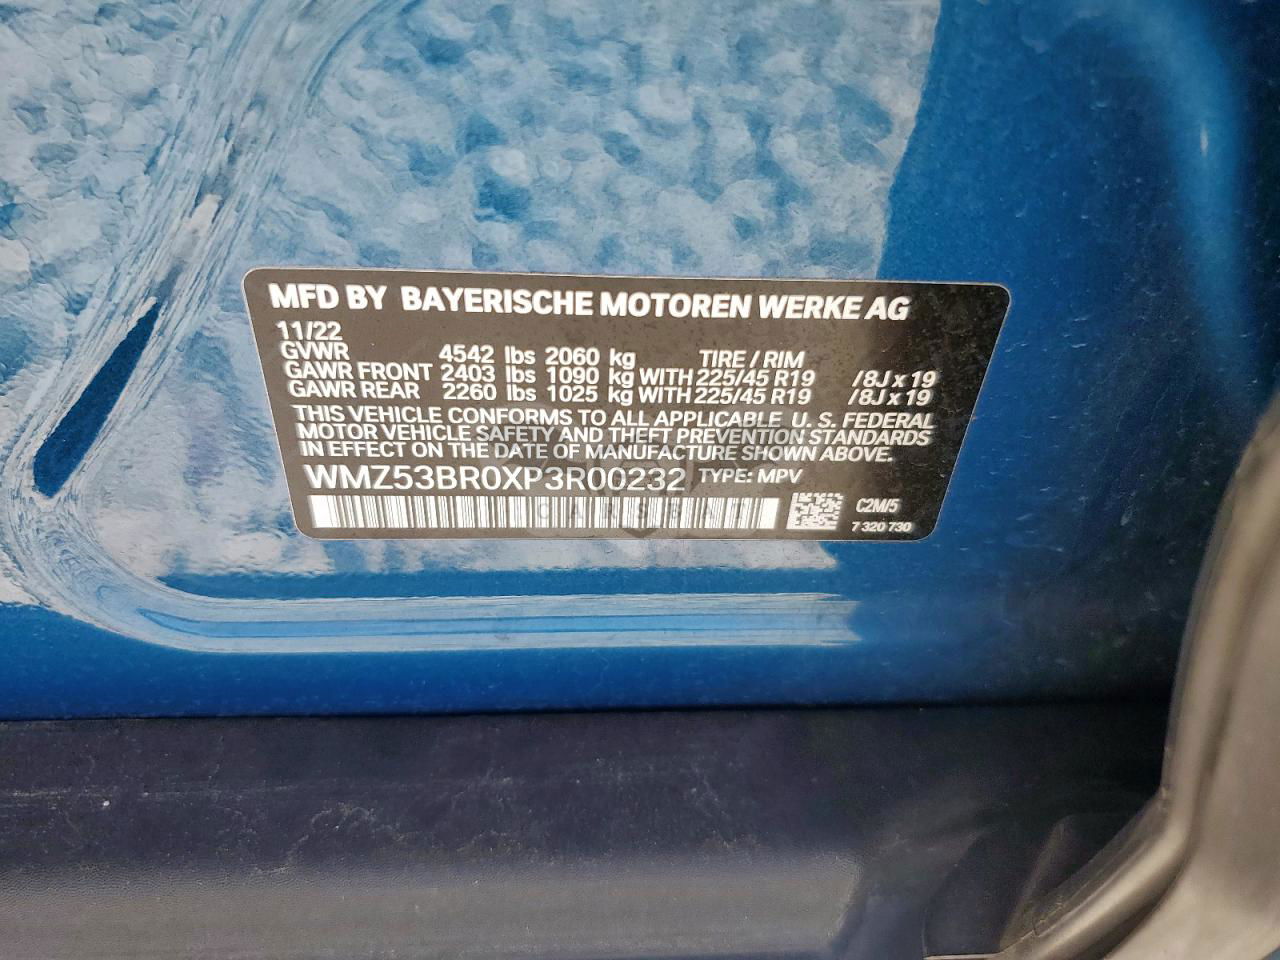 MFD BY BAYERISCHE MOTOREN WERKE AG
11/22
GVWR 4542 lbs 2060 kg TIRE / RIM
GAWR FRONT 2403 lbs 1090 kg WITH 225/45 R19 /8J x 19
GAWR REAR 2260 lbs 1025 kg WITH 225/45 R19 /8J x 19
THIS VEHICLE CONFORMS TO ALL APPLICABLE U. S. FEDERAL
MOTOR VEHICLE SAFETY AND THEFT PREVENTION STANDARDS
IN EFFECT ON THE DATE OF MANUFACTURE SHOWN ABOVE.
WMZ53BR0XP3R00232 TYPE: MPV
C2M/5
7 320 730